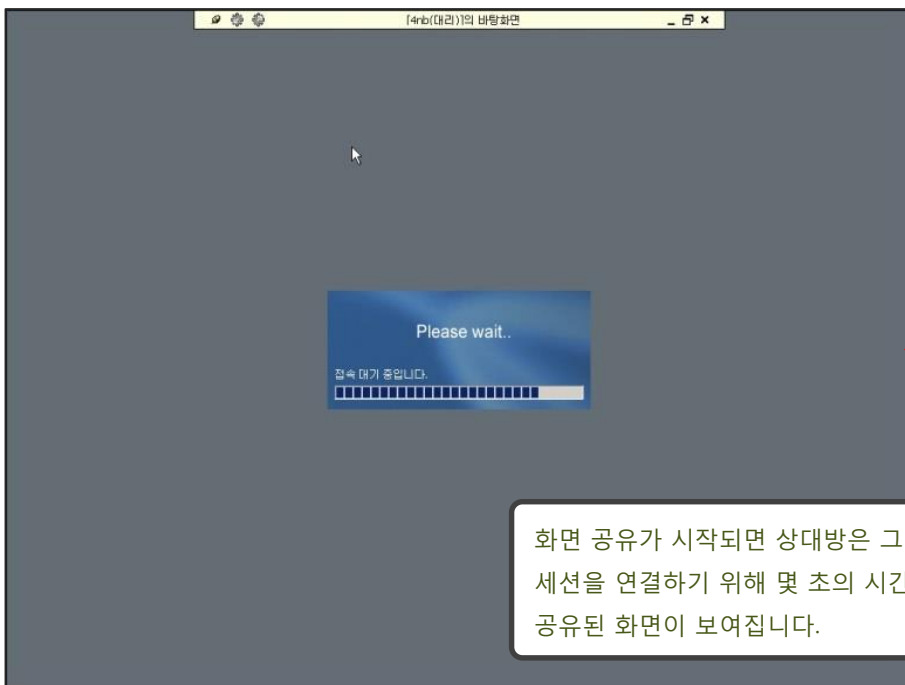 [4nb(대리)]의 바탕화면
Please wait..
접속 대기 중입니다.
화면 공유가 시작되면 상대방은 그
세션을 연결하기 위해 몇 초의 시간
공유된 화면이 보여집니다.